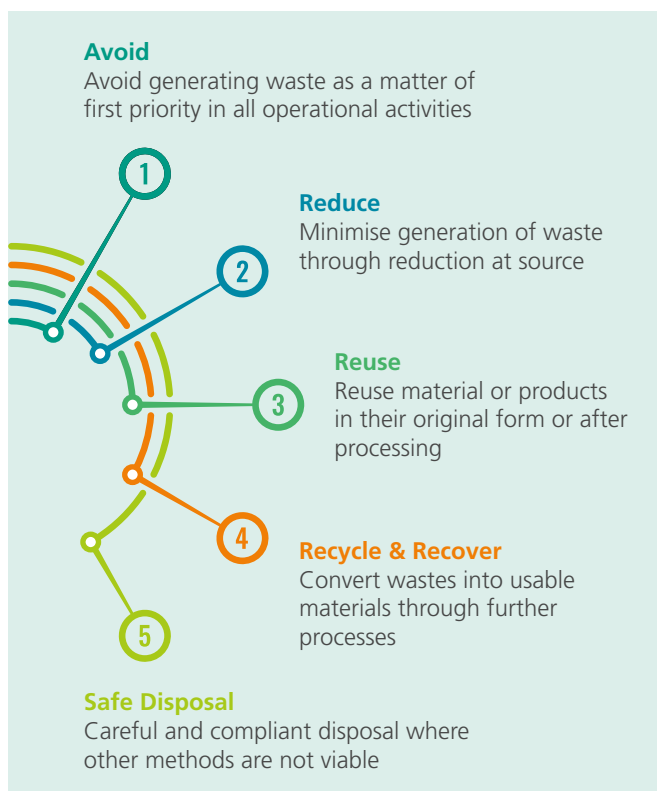 Avoid
Avoid generating waste as a matter of
first priority in all operational activities
1
Reduce
Minimise generation of waste
through reduction at source
2
Reuse
Reuse material or products
in their original form or after
processing
3
4
Recycle & Recover
Convert wastes into usable
materials through further
processes
5
Safe Disposal
Careful and compliant disposal where
other methods are not viable